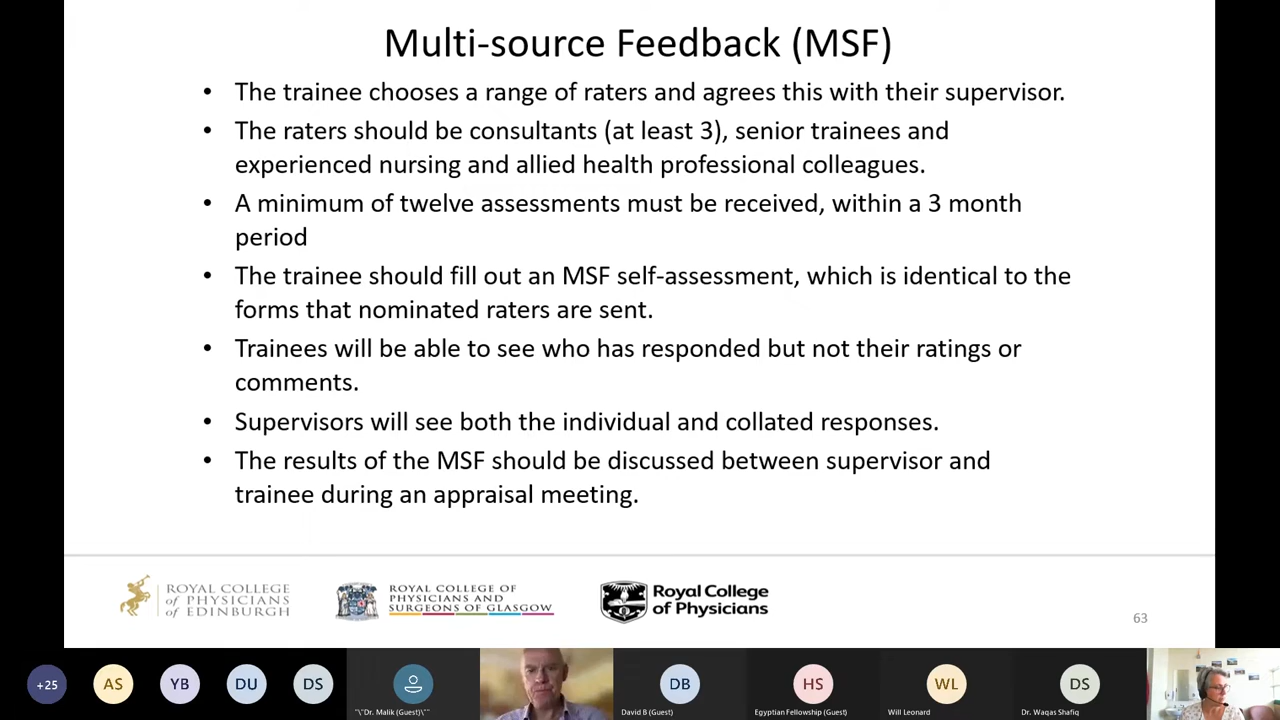 Multi-source Feedback (MSF)
• The trainee chooses a range of raters and agrees this with their supervisor.
• The raters should be consultants (at least 3), senior trainees and
experienced nursing and allied health professional colleagues.
• A minimum of twelve assessments must be received, within a 3 month
period
• The trainee should fill out an MSF self-assessment, which is identical to the
forms that nominated raters are sent.
• Trainees will be able to see who has responded but not their ratings or
comments.
• Supervisors will see both the individual and collated responses.
• The results of the MSF should be discussed between supervisor and
trainee during an appraisal meeting.
ROYAL COLLEGE
of PHYSICIANS
of EDINBURGH
ROYAL COLLEGE OF
PHYSICIANS AND
SURGEONS OF GLASGOW
Royal College
of Physicians
63
+25
AS
YB
DU
DS
DB
HS
WL
DS
"\"Dr. Malik (Guest)\""
David B (Guest)
Egyptian Fellowship (Guest)
Will Leonard
Dr. Waqas Shafiq